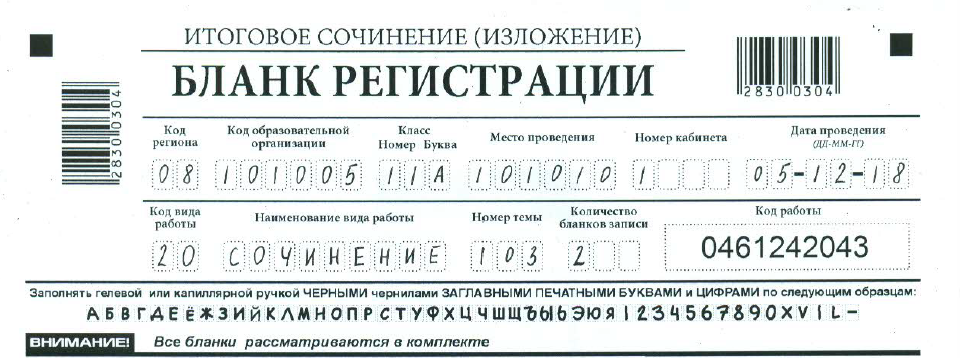 ИТОГОВОЕ СОЧИНЕНИЕ (ИЗЛОЖЕНИЕ)
БЛАНК РЕГИСТРАЦИИ
2830 0304
2830 0304
Код региона
Код образовательной организации
Класс
Номер Буква
Место проведения
Номер кабинета
Дата проведения
(ДД-ММ-ГГ)
08 101005 11А 101010 1 05-12-18
Код вида работы
Наименование вида работы
Номер темы
Количество бланков записи
Код работы
20 СОЧИНЕНИЕ 103 2 0461242043
Заполнять гелевой или капиллярной ручкой ЧЕРНЫМИ чернилами ЗАГЛАВНЫМИ ПЕЧАТНЫМИ БУКВАМИ и ЦИФРАМИ по следующим образцам:
АБВГДЕЁЖЗИЙКЛМНОПРСТУФХЦЧШЩЪЫЬЭЮЯ1234567890XVIL-
ВНИМАНИЕ! Все бланки рассматриваются в комплекте